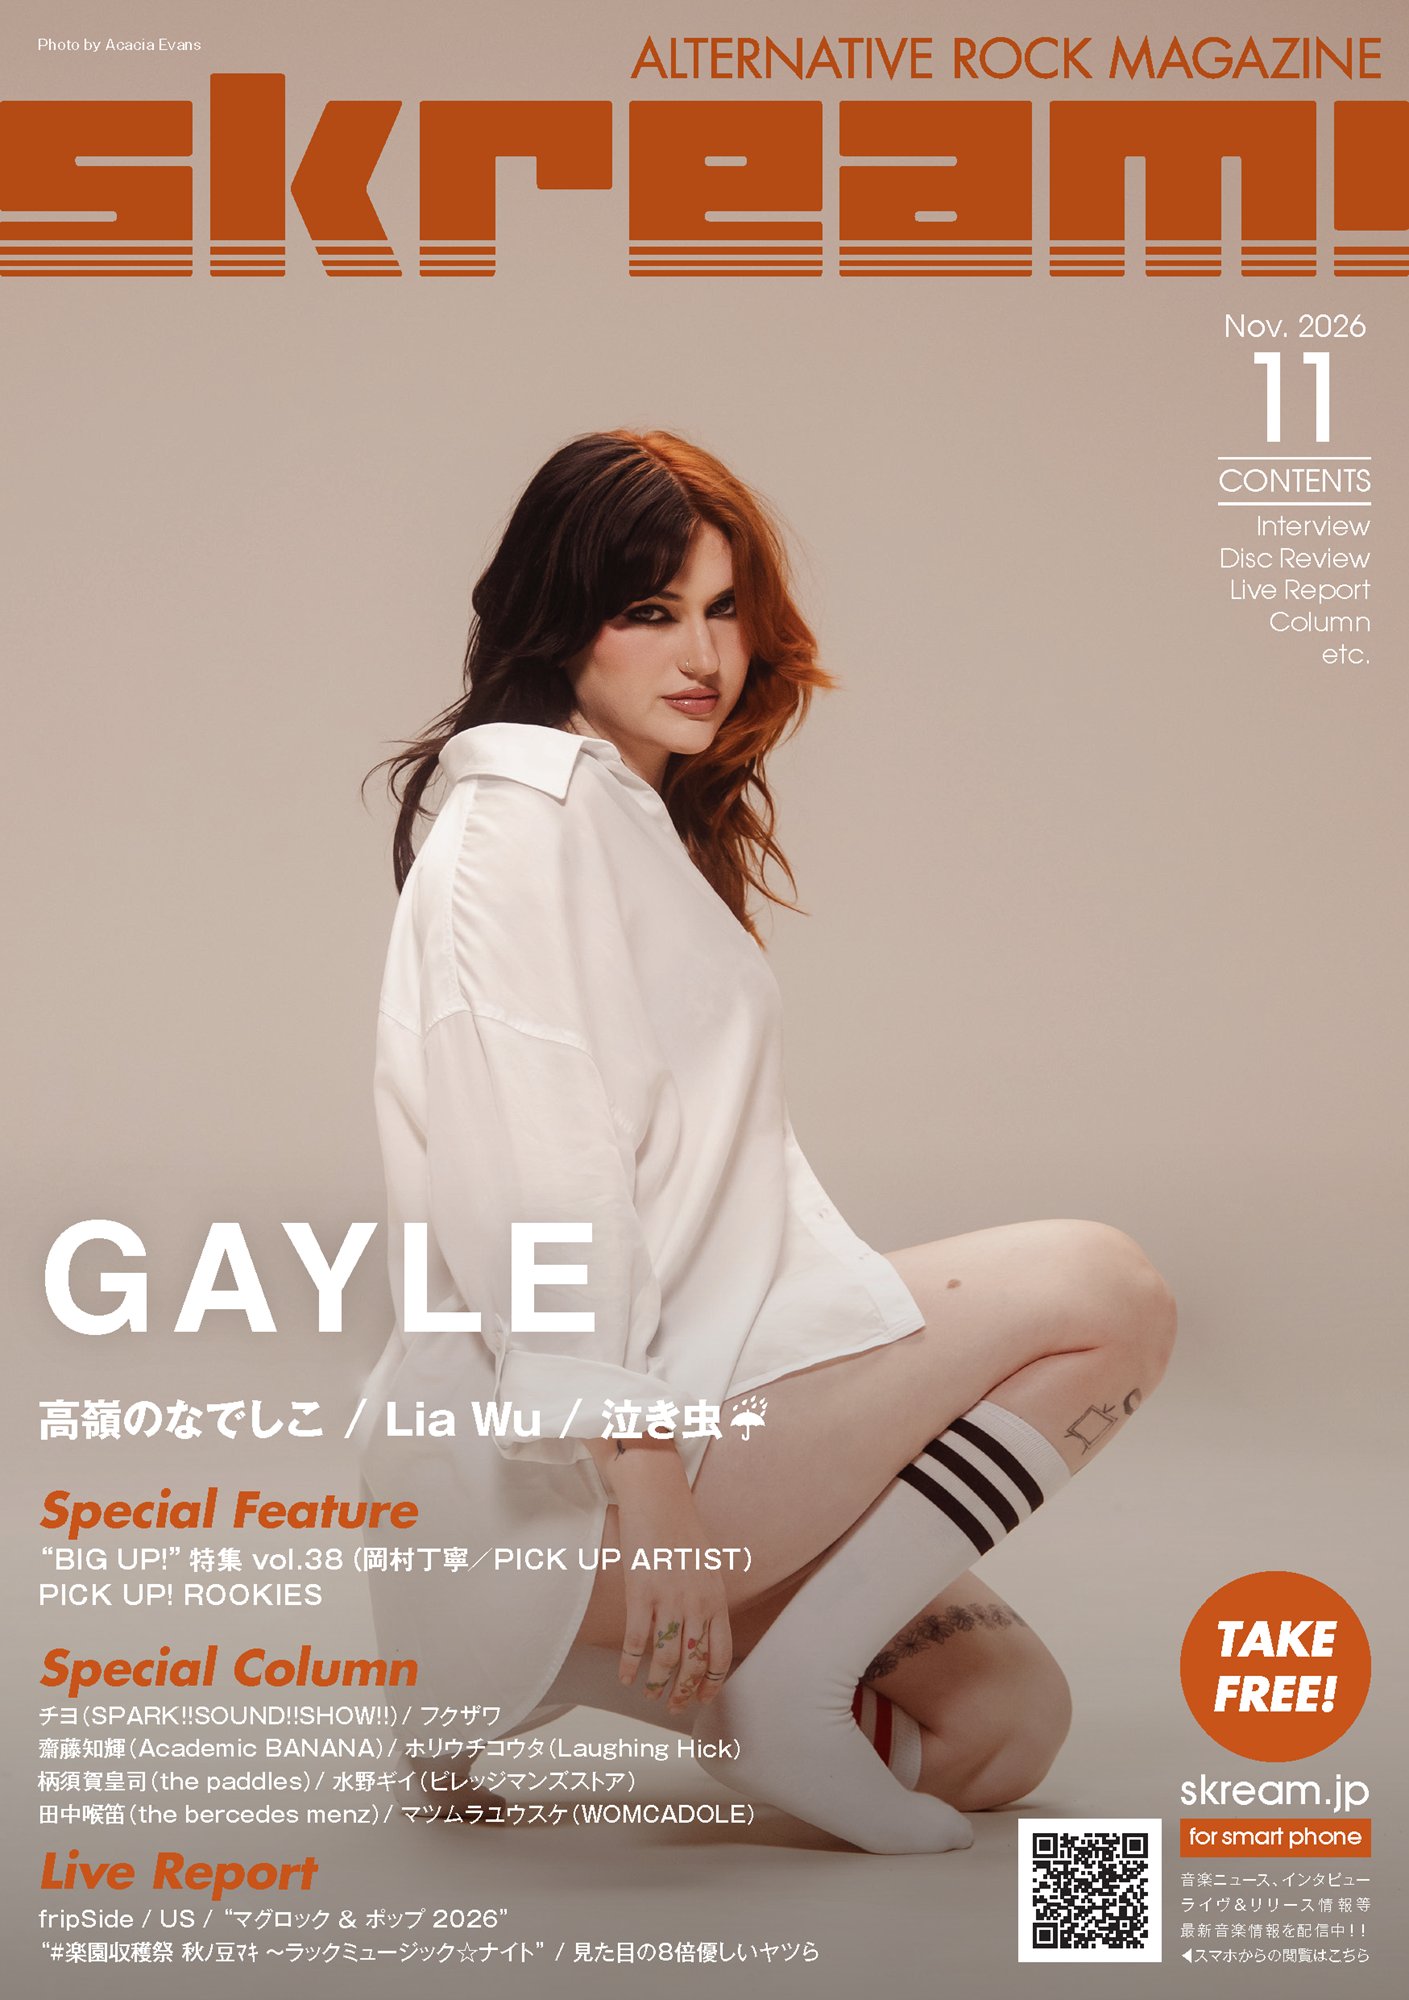 Photo by Acacia Evans
ALTERNATIVE ROCK MAGAZINE
skream!
Nov. 2026
11
CONTENTS
Interview
Disc Review
Live Report
Column
etc.
GAYLE
高嶺のなでしこ / Lia Wu / 泣き虫☔
Special Feature
“BIG UP!” 特集 vol.38（岡村丁寧／PICK UP ARTIST）
PICK UP! ROOKIES
Special Column
チヨ（SPARK!!SOUND!!SHOW!!）/ フクザワ
齋藤知輝（Academic BANANA）/ ホリウチコウタ（Laughing Hick）
柄須賀皇司（the paddles）/ 水野ギイ（ビレッジマンズストア）
田中喉笛（the bercedes menz）/ マツムラユウスケ（WOMCADOLE）
Live Report
fripSide / US / “マグロック & ポップ 2026”
“#楽園収穫祭 秋ノ豆ﾏｷ ～ラックミュージック☆ナイト” / 見た目の8倍優しいヤツら
TAKE
FREE!
skream.jp
for smart phone
音楽ニュース、インタビュー
ライヴ&リリース情報等
最新音楽情報を配信中！！
◀スマホからの閲覧はこちら